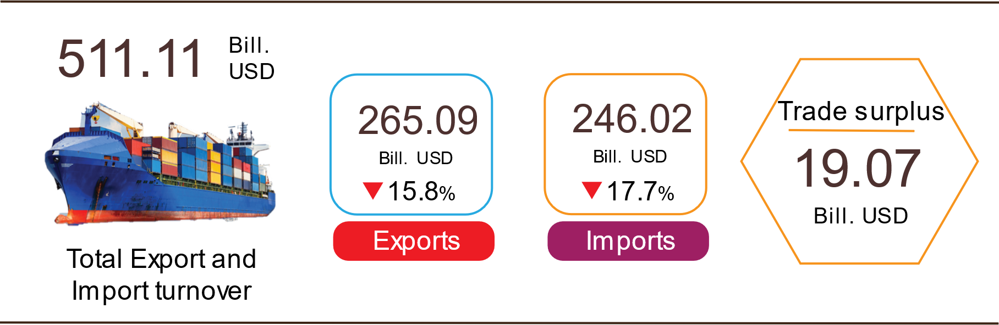 511.11
Bill.
USD
Total Export and
Import turnover
265.09
Bill. USD
15.8%
Exports
246.02
Bill. USD
17.7%
Imports
Trade surplus
19.07
Bill. USD